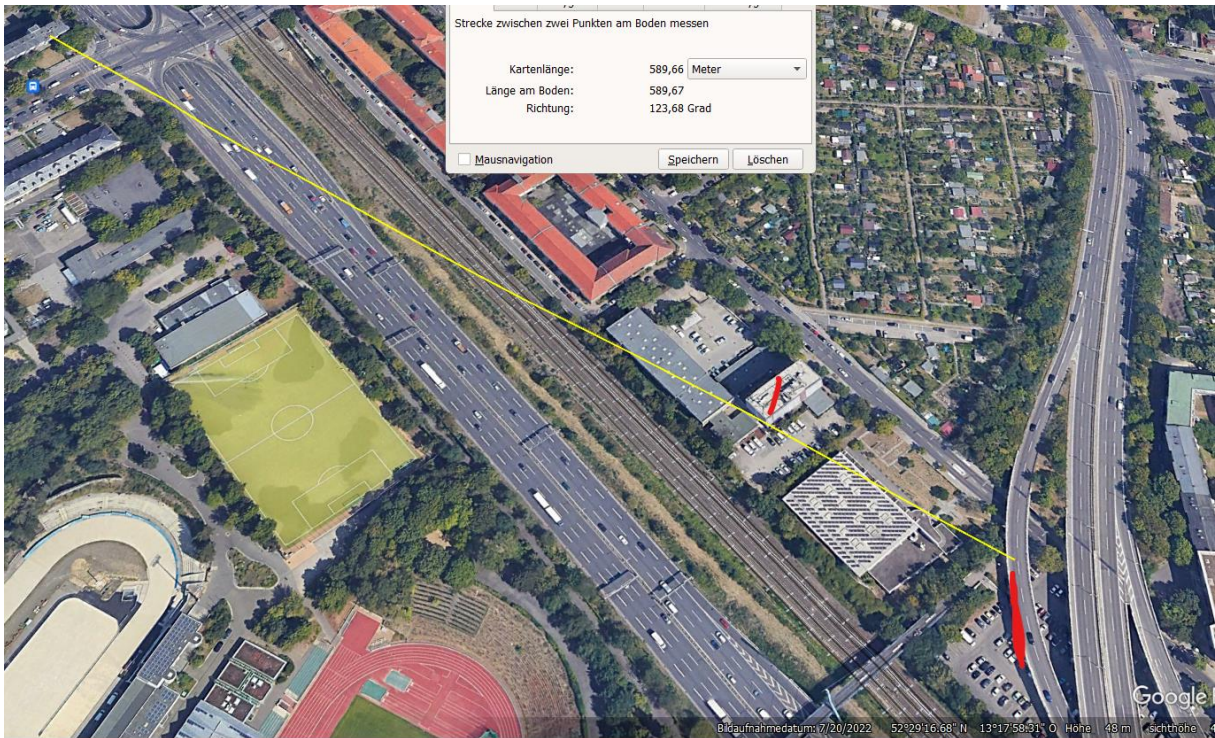 Strecke zwischen zwei Punkten am Boden messen
Kartenlänge: 589,66 Meter
Länge am Boden: 589,67
Richtung: 123,68 Grad
Mausnavigation Speichern Löschen
Google
Bildaufnahmedatum: 7/20/2022 52°29'16.68" N 13°17'58.31" O Höhe 48 m sichthöhe